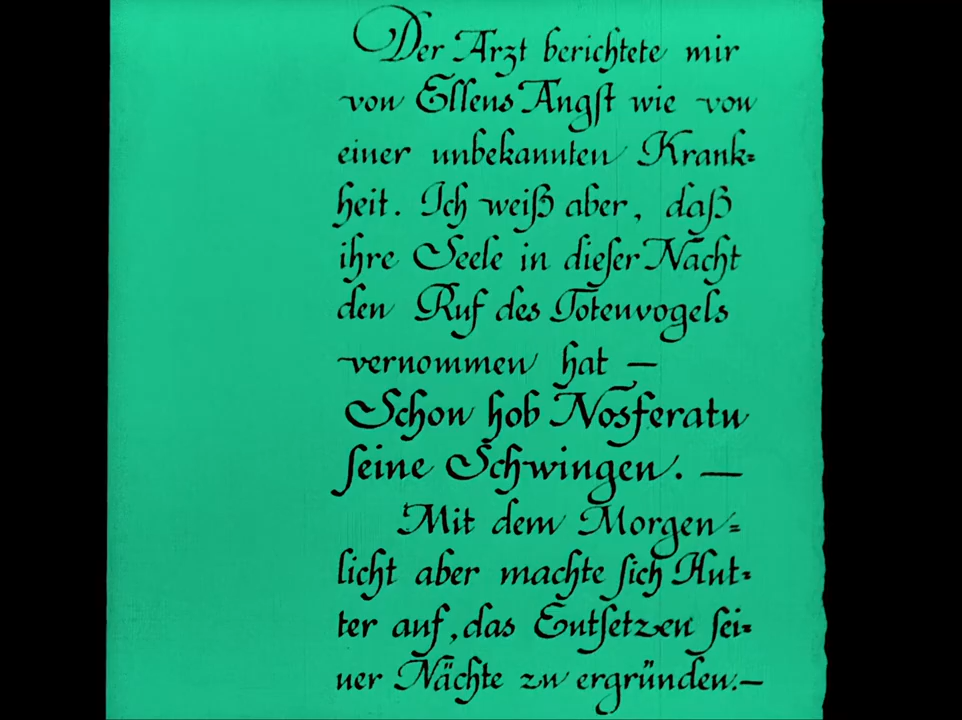 Der Arzt berichtete mir
von Ellens Angst wie von
einer unbekannten Krank=
heit. Ich weiß aber, daß
ihre Seele in dieser Nacht
den Ruf des Totenvogels
vernommen hat —
Schon hob Nosferatu
seine Schwingen. —
Mit dem Morgen=
licht aber machte sich Hut=
ter auf, das Entsetzen sei=
ner Nächte zu ergründen. —